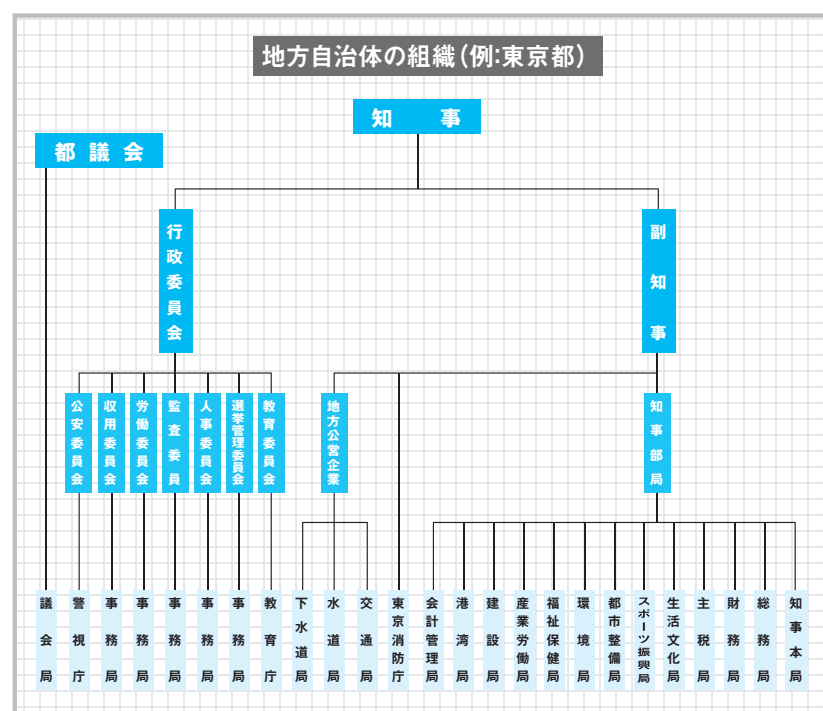 地方自治体の組織(例:東京都)
知事
都議会
行政委員会
副知事
公安委員会
収用委員会
労働委員会
監査委員
人事委員会
選挙管理委員会
教育委員会
地方公営企業
知事部局
議会局
警視庁
事務局
事務局
事務局
事務局
事務局
教育庁
下水道局
水道局
交通局
東京消防庁
会計管理局
港湾局
建設局
産業労働局
福祉保健局
環境局
都市整備局
スポーツ振興局
生活文化局
主税局
財務局
総務局
知事本局